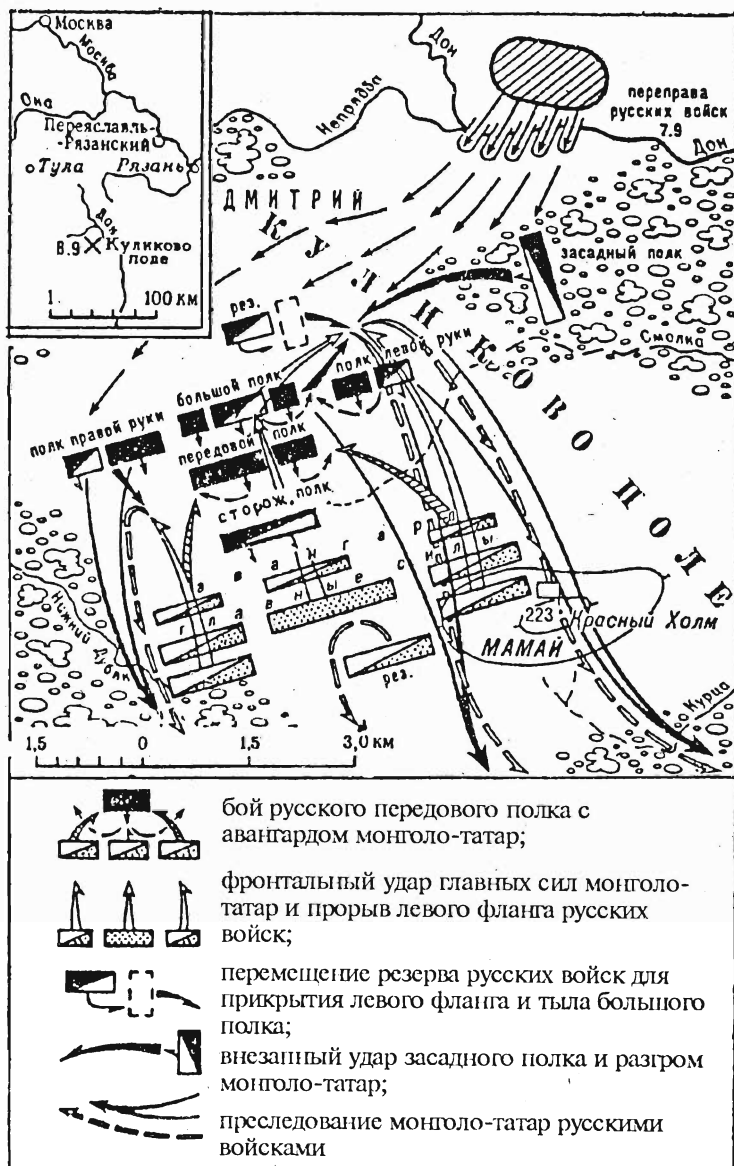 Москва
Москва
Ока
Переяславль-
-Рязанский
Тула
Рязань
Дон
8.9
Куликово
поле
1.
100 км
Дон
Непрядва
переправа
русских войск
7.9
Дон
ДМИТРИЙ
КУЛИКОВО ПОЛЕ
засадный полк
Смолка
рез.
большой полк
полк левой руки
полк правой руки
передовой полк
сторож. полк
авангард
главные силы
223
Красный Холм
МАМАЙ
рез.
Нижний Дубяк
Курца
1,5
0
1,5
3,0 км
бой русского передового полка с
авангардом монголо-татар;
фронтальный удар главных сил монголо-
татар и прорыв левого фланга русских
войск;
перемещение резерва русских войск для
прикрытия левого фланга и тыла большого
полка;
внезапный удар засадного полка и разгром
монголо-татар;
преследование монголо-татар русскими
войсками